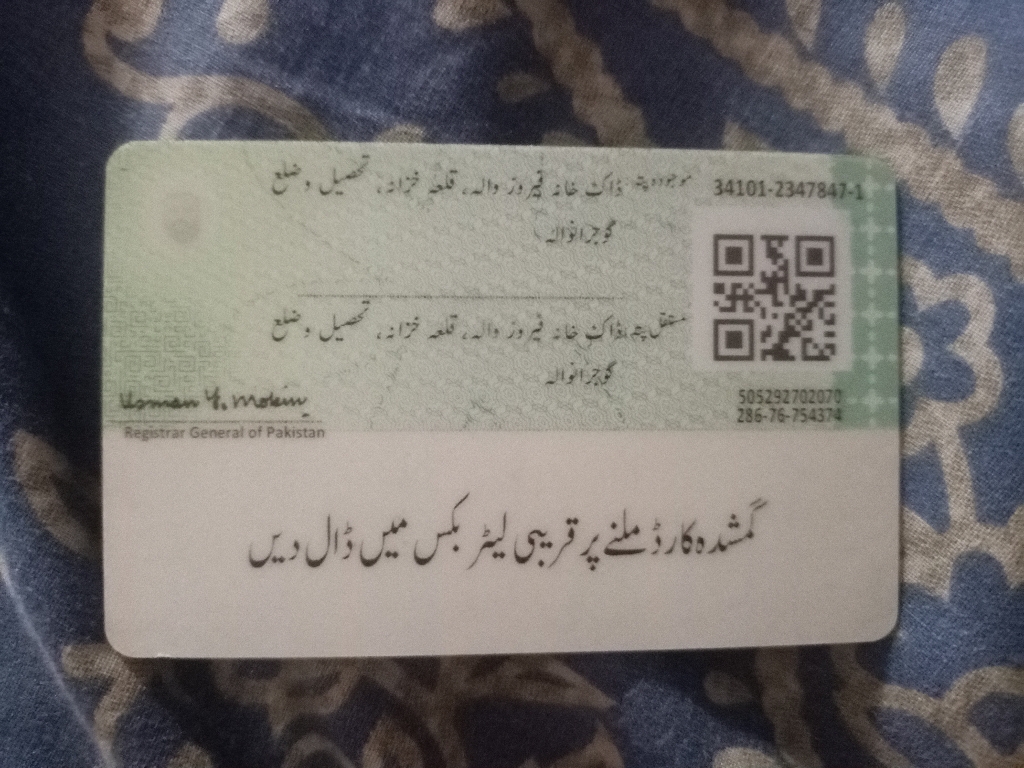 34101-2347847-1
موجودہ پتہ: ڈاک خانہ فیروز والہ، قلعہ خزانہ، تحصیل و ضلع
گوجرانوالہ
مستقل پتہ: ڈاک خانہ فیروز والہ، قلعہ خزانہ، تحصیل و ضلع
گوجرانوالہ
505292702070
286-76-754374
Usman Y. Mobin
Registrar General of Pakistan
گمشدہ کارڈ ملنے پر قریبی لیٹر بکس میں ڈال دیں